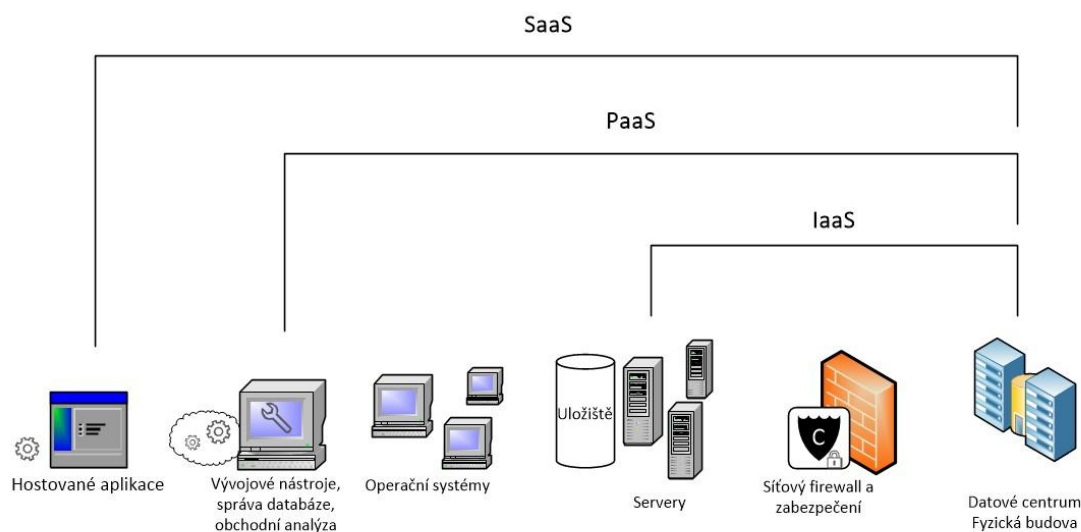 SaaS
PaaS
IaaS
Uložiště
C
Hostované aplikace
Vývojové nástroje,
správa databáze,
obchodní analýza
Operační systémy
Servery
Síťový firewall a
zabezpečení
Datové centrum
Fyzická budova